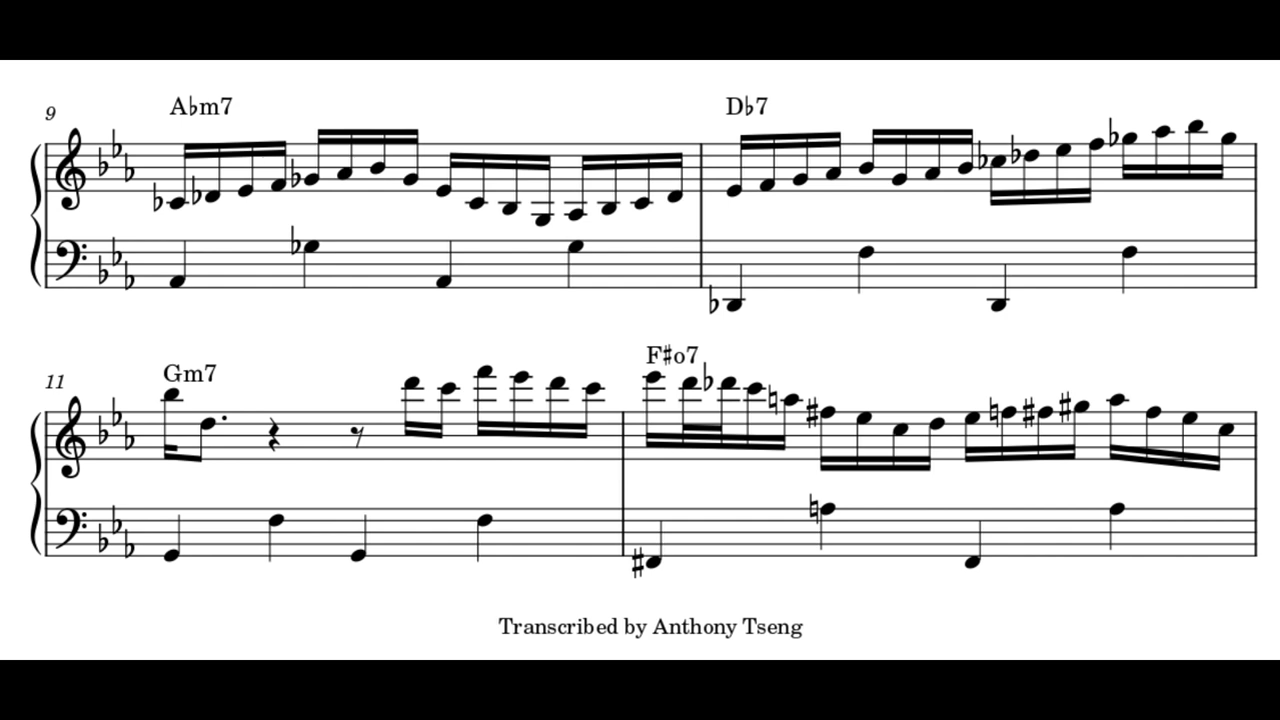 9
A♭m7
D♭7
11
Gm7
F♯o7
Transcribed by Anthony Tseng